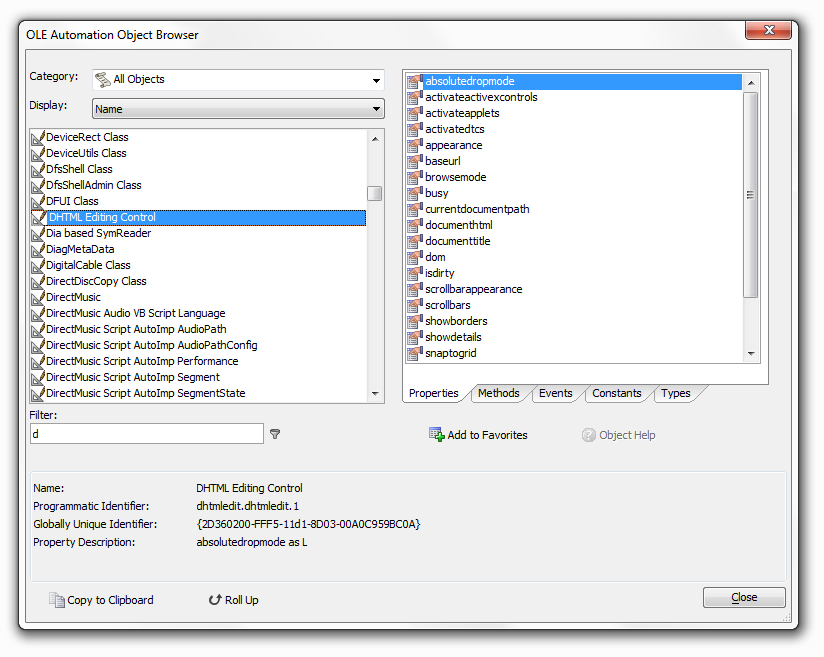 OLE Automation Object Browser
Category:
All Objects
Display:
Name
DeviceRect Class
DeviceUtils Class
DfsShell Class
DfsShellAdmin Class
DFUI Class
DHTML Editing Control
Dia based SymReader
DiagMetaData
DigitalCable Class
DirectDiscCopy Class
DirectMusic
DirectMusic Audio VB Script Language
DirectMusic Script AutoImp AudioPath
DirectMusic Script AutoImp AudioPathConfig
DirectMusic Script AutoImp Performance
DirectMusic Script AutoImp Segment
DirectMusic Script AutoImp SegmentState
Filter:
d
absolutedropmode
activateactivexcontrols
activateapplets
activatedtcs
appearance
baseurl
browsemode
busy
currentdocumentpath
documenthtml
documenttitle
dom
isdirty
scrollbarappearance
scrollbars
showborders
showdetails
snaptogrid
Properties Methods Events Constants Types
Add to Favorites Object Help
Name: DHTML Editing Control
Programmatic Identifier: dhtmledit.dhtmledit.1
Globally Unique Identifier: {2D360200-FFF5-11d1-8D03-00A0C959BC0A}
Property Description: absolutedropmode as L
Copy to Clipboard Roll Up Close